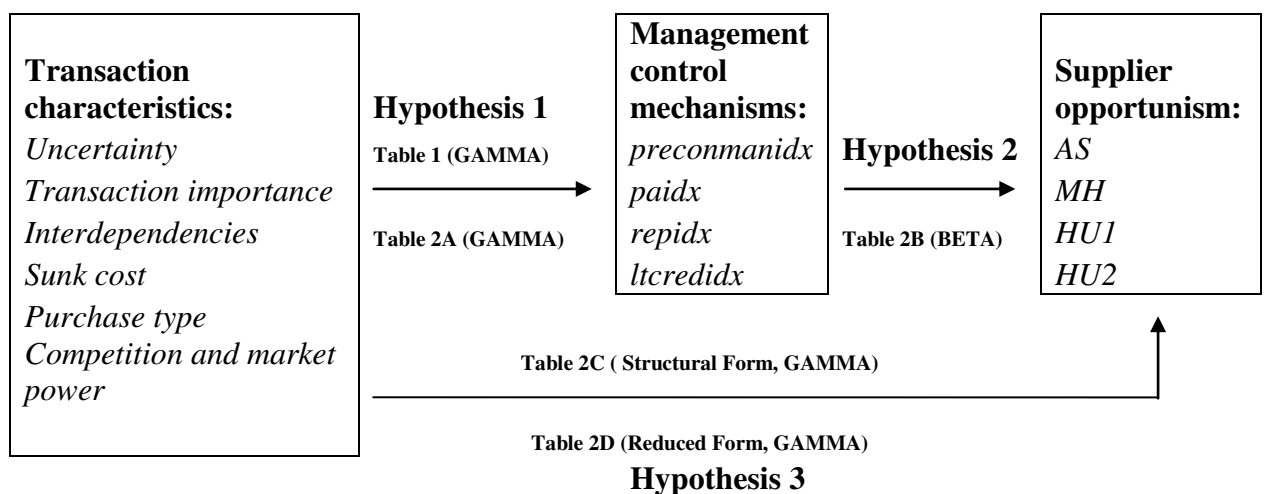 Transaction
characteristics:
Uncertainty
Transaction importance
Interdependencies
Sunk cost
Purchase type
Competition and market
power
Hypothesis 1
Table 1 (GAMMA)
Table 2A (GAMMA)
Management
control
mechanisms:
preconmanidx
paidx
repidx
ltcredidx
Hypothesis 2
Table 2B (BETA)
Supplier
opportunism:
AS
MH
HU1
HU2
Table 2C ( Structural Form, GAMMA)
Table 2D (Reduced Form, GAMMA)
Hypothesis 3